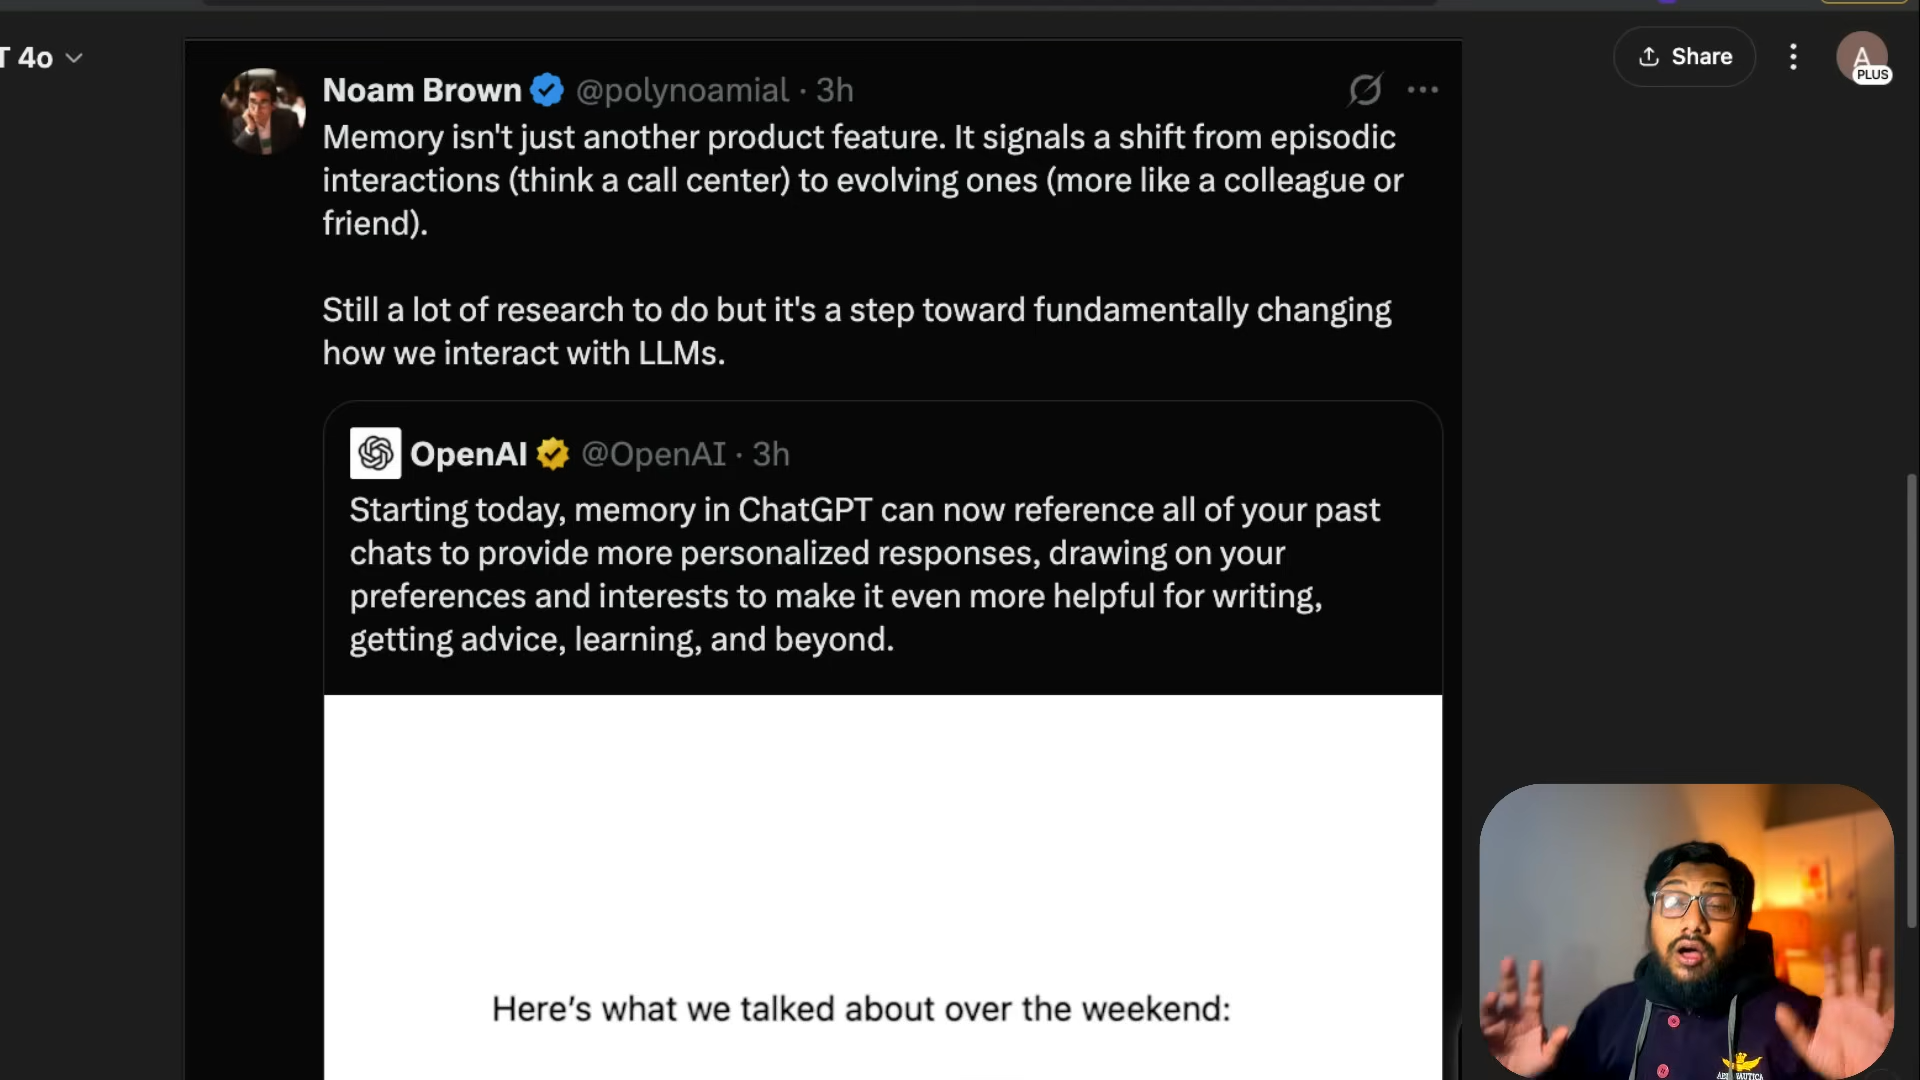 T 4o
Share
A
PLUS
Noam Brown @polynoamial · 3h
Memory isn't just another product feature. It signals a shift from episodic
interactions (think a call center) to evolving ones (more like a colleague or
friend).
Still a lot of research to do but it's a step toward fundamentally changing
how we interact with LLMs.
OpenAI @OpenAI · 3h
Starting today, memory in ChatGPT can now reference all of your past
chats to provide more personalized responses, drawing on your
preferences and interests to make it even more helpful for writing,
getting advice, learning, and beyond.
Here's what we talked about over the weekend: